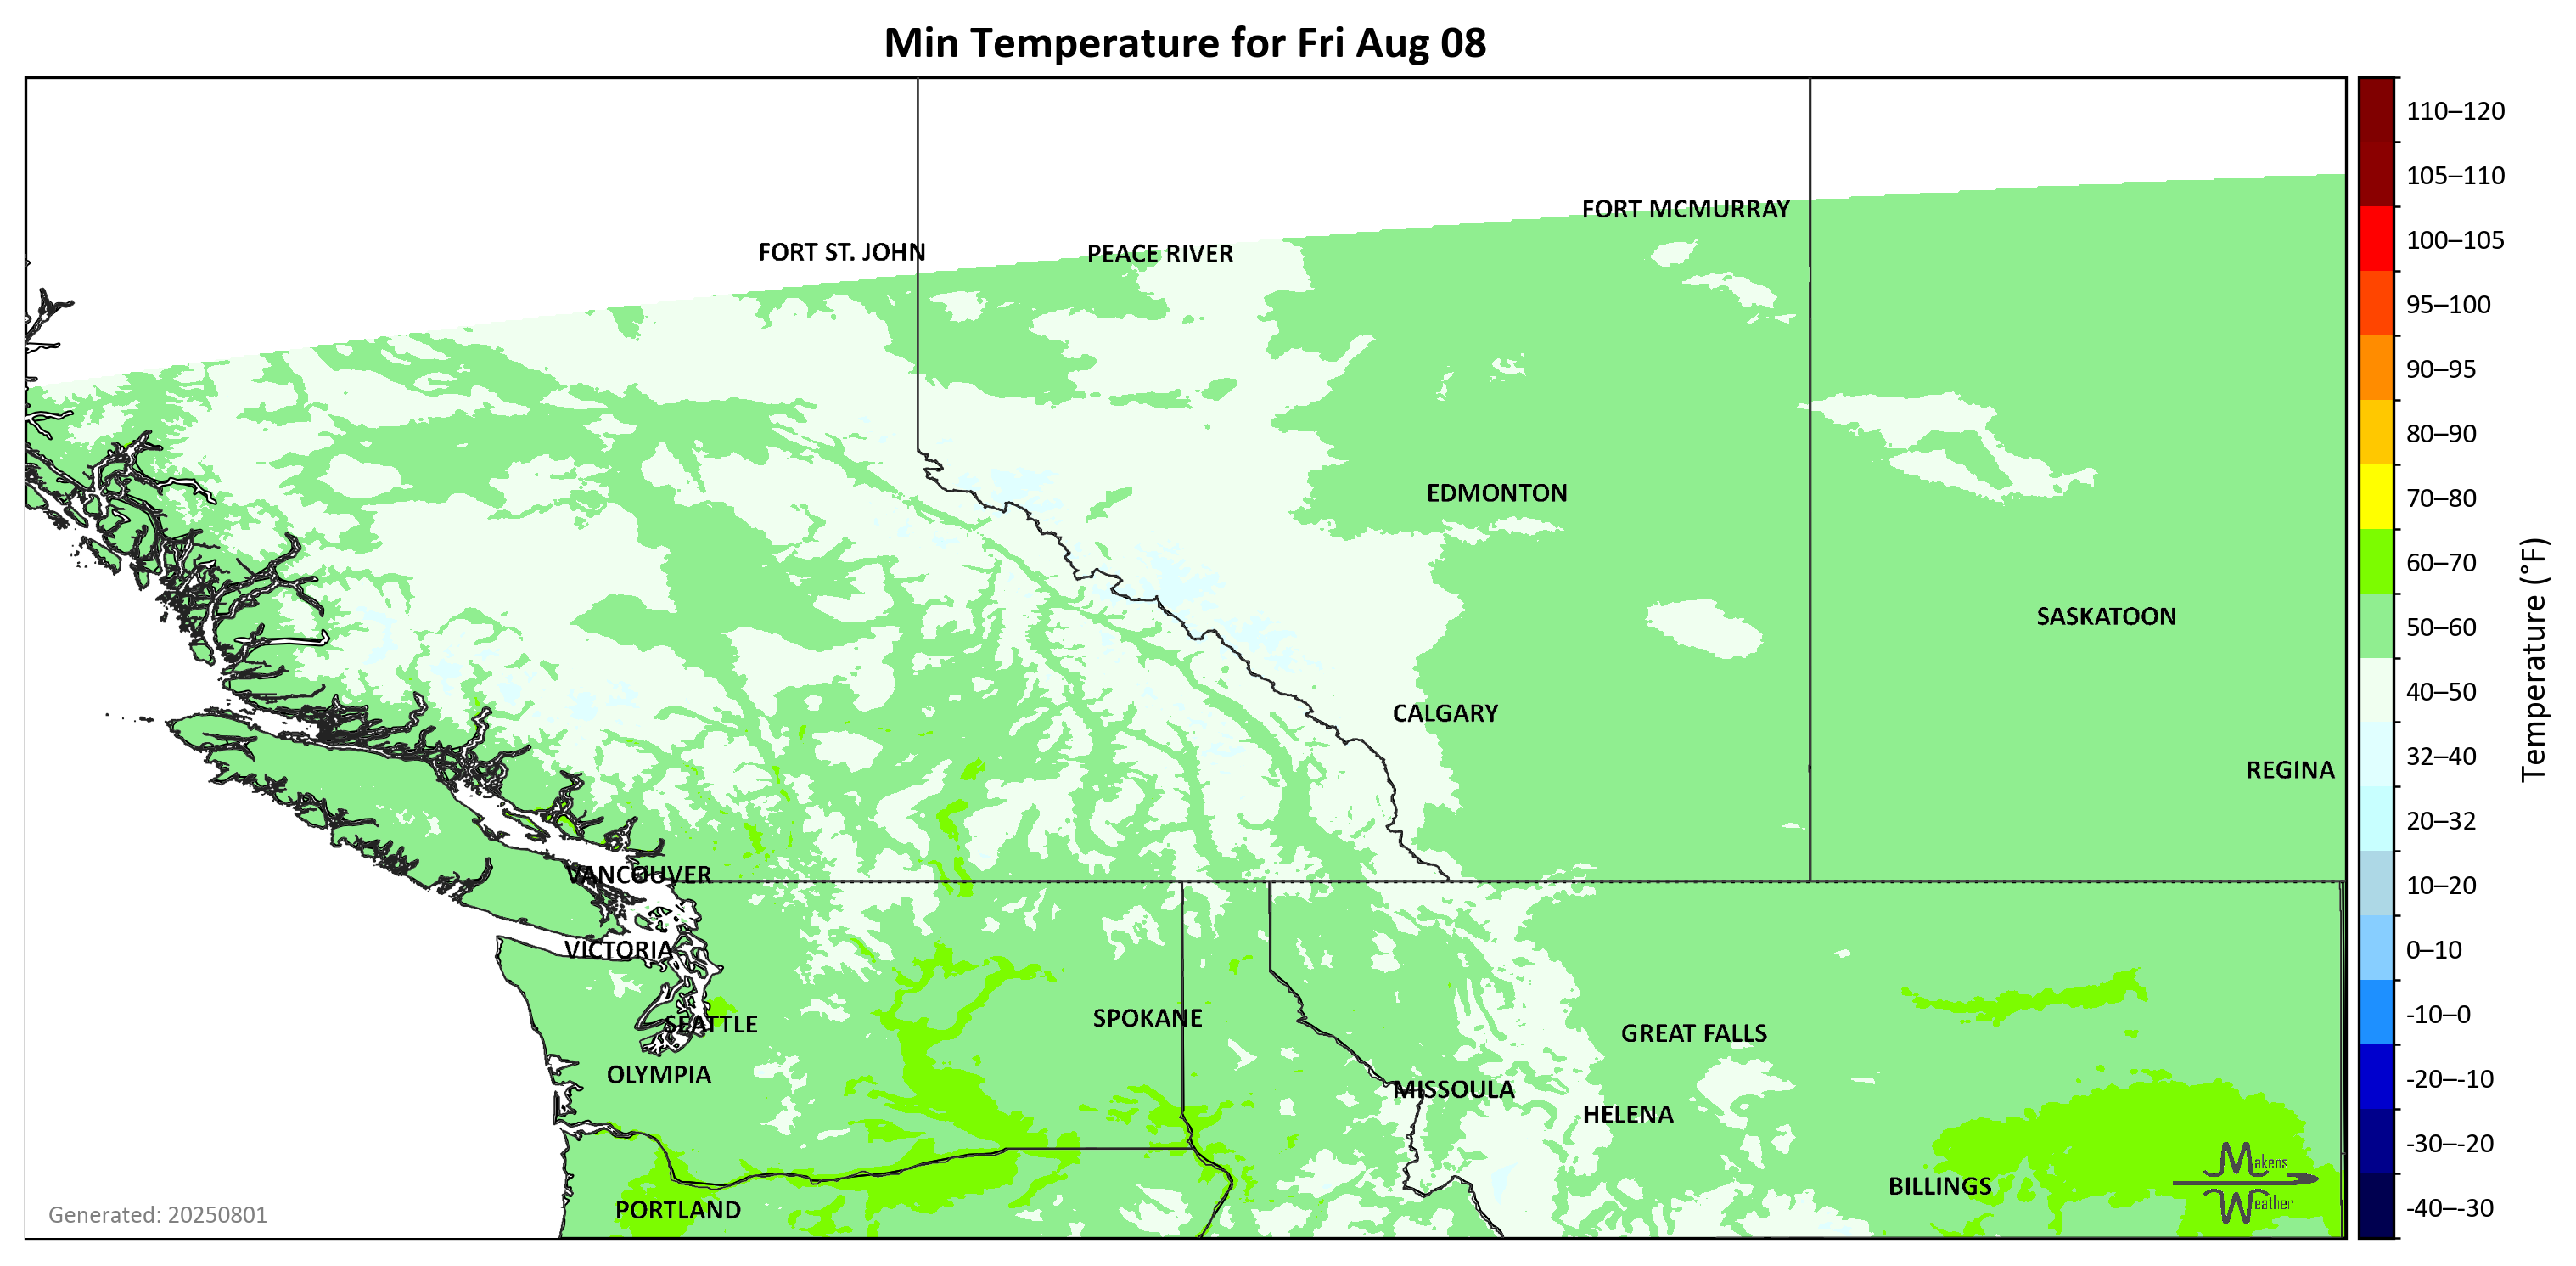 Min Temperature for Fri Aug 08
FORT MCMURRAY
FORT ST. JOHN
PEACE RIVER
EDMONTON
SASKATOON
CALGARY
REGINA
VANCOUVER
VICTORIA
SEATTLE
SPOKANE
GREAT FALLS
OLYMPIA
MISSOULA
HELENA
BILLINGS
PORTLAND
Makens
Weather
Generated: 20250801
110–120
105–110
100–105
95–100
90–95
80–90
70–80
60–70
50–60
40–50
32–40
20–32
10–20
0–10
-10–0
-20–-10
-30–-20
-40–-30
Temperature (°F)